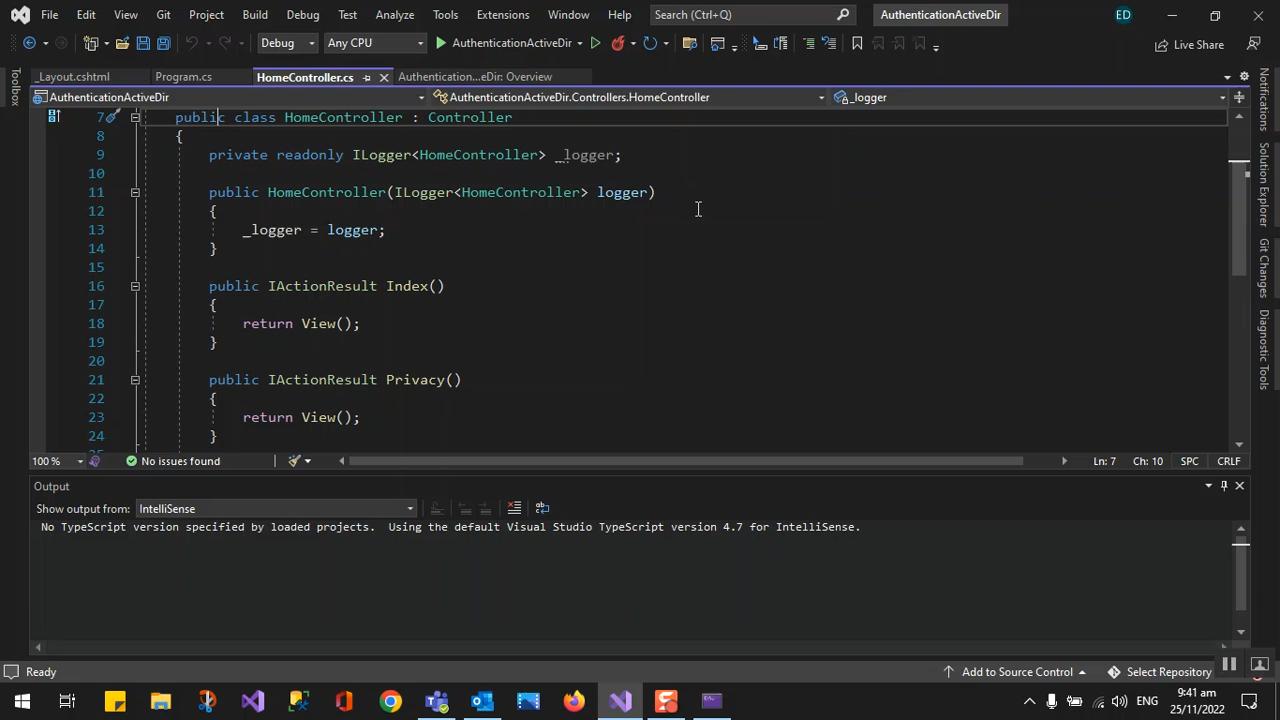 File Edit View Git Project Build Debug Test Analyze Tools Extensions Window Help Search (Ctrl+Q) AuthenticationActiveDir ED
Debug Any CPU AuthenticationActiveDir Live Share
_Layout.cshtml Program.cs HomeController.cs Authentication...eDir: Overview
AuthenticationActiveDir AuthenticationActiveDir.Controllers.HomeController _logger
7 public class HomeController : Controller
8 {
9 private readonly ILogger<HomeController> _logger;
10
11 public HomeController(ILogger<HomeController> logger)
12 {
13 _logger = logger;
14 }
15
16 public IActionResult Index()
17 {
18 return View();
19 }
20
21 public IActionResult Privacy()
22 {
23 return View();
24 }
100 % No issues found Ln: 7 Ch: 10 SPC CRLF
Output
Show output from: IntelliSense
No TypeScript version specified by loaded projects. Using the default Visual Studio TypeScript version 4.7 for IntelliSense.
Ready Add to Source Control Select Repository
ENG 9:41 am
25/11/2022
Toolbox
Notifications
Solution Explorer
Git Changes
Diagnostic Tools